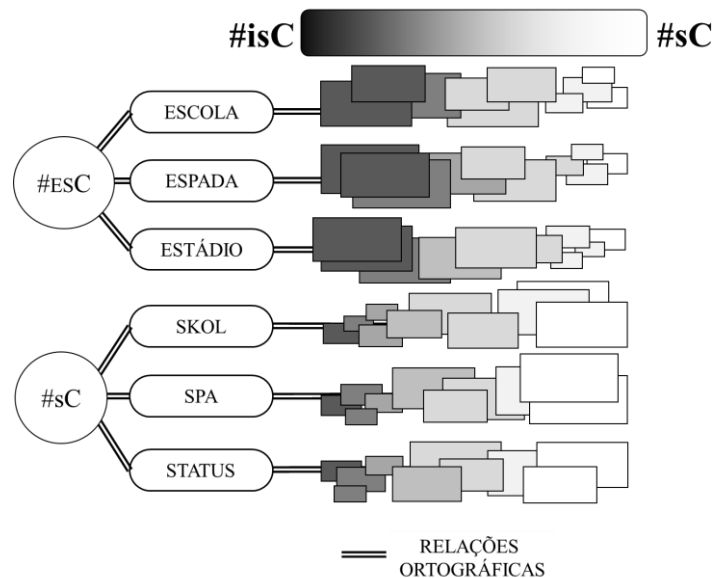 #isC #sC
ESCOLA
#ESC
ESPADA
ESTÁDIO
SKOL
#sC
SPA
STATUS
RELAÇÕES
ORTOGRÁFICAS